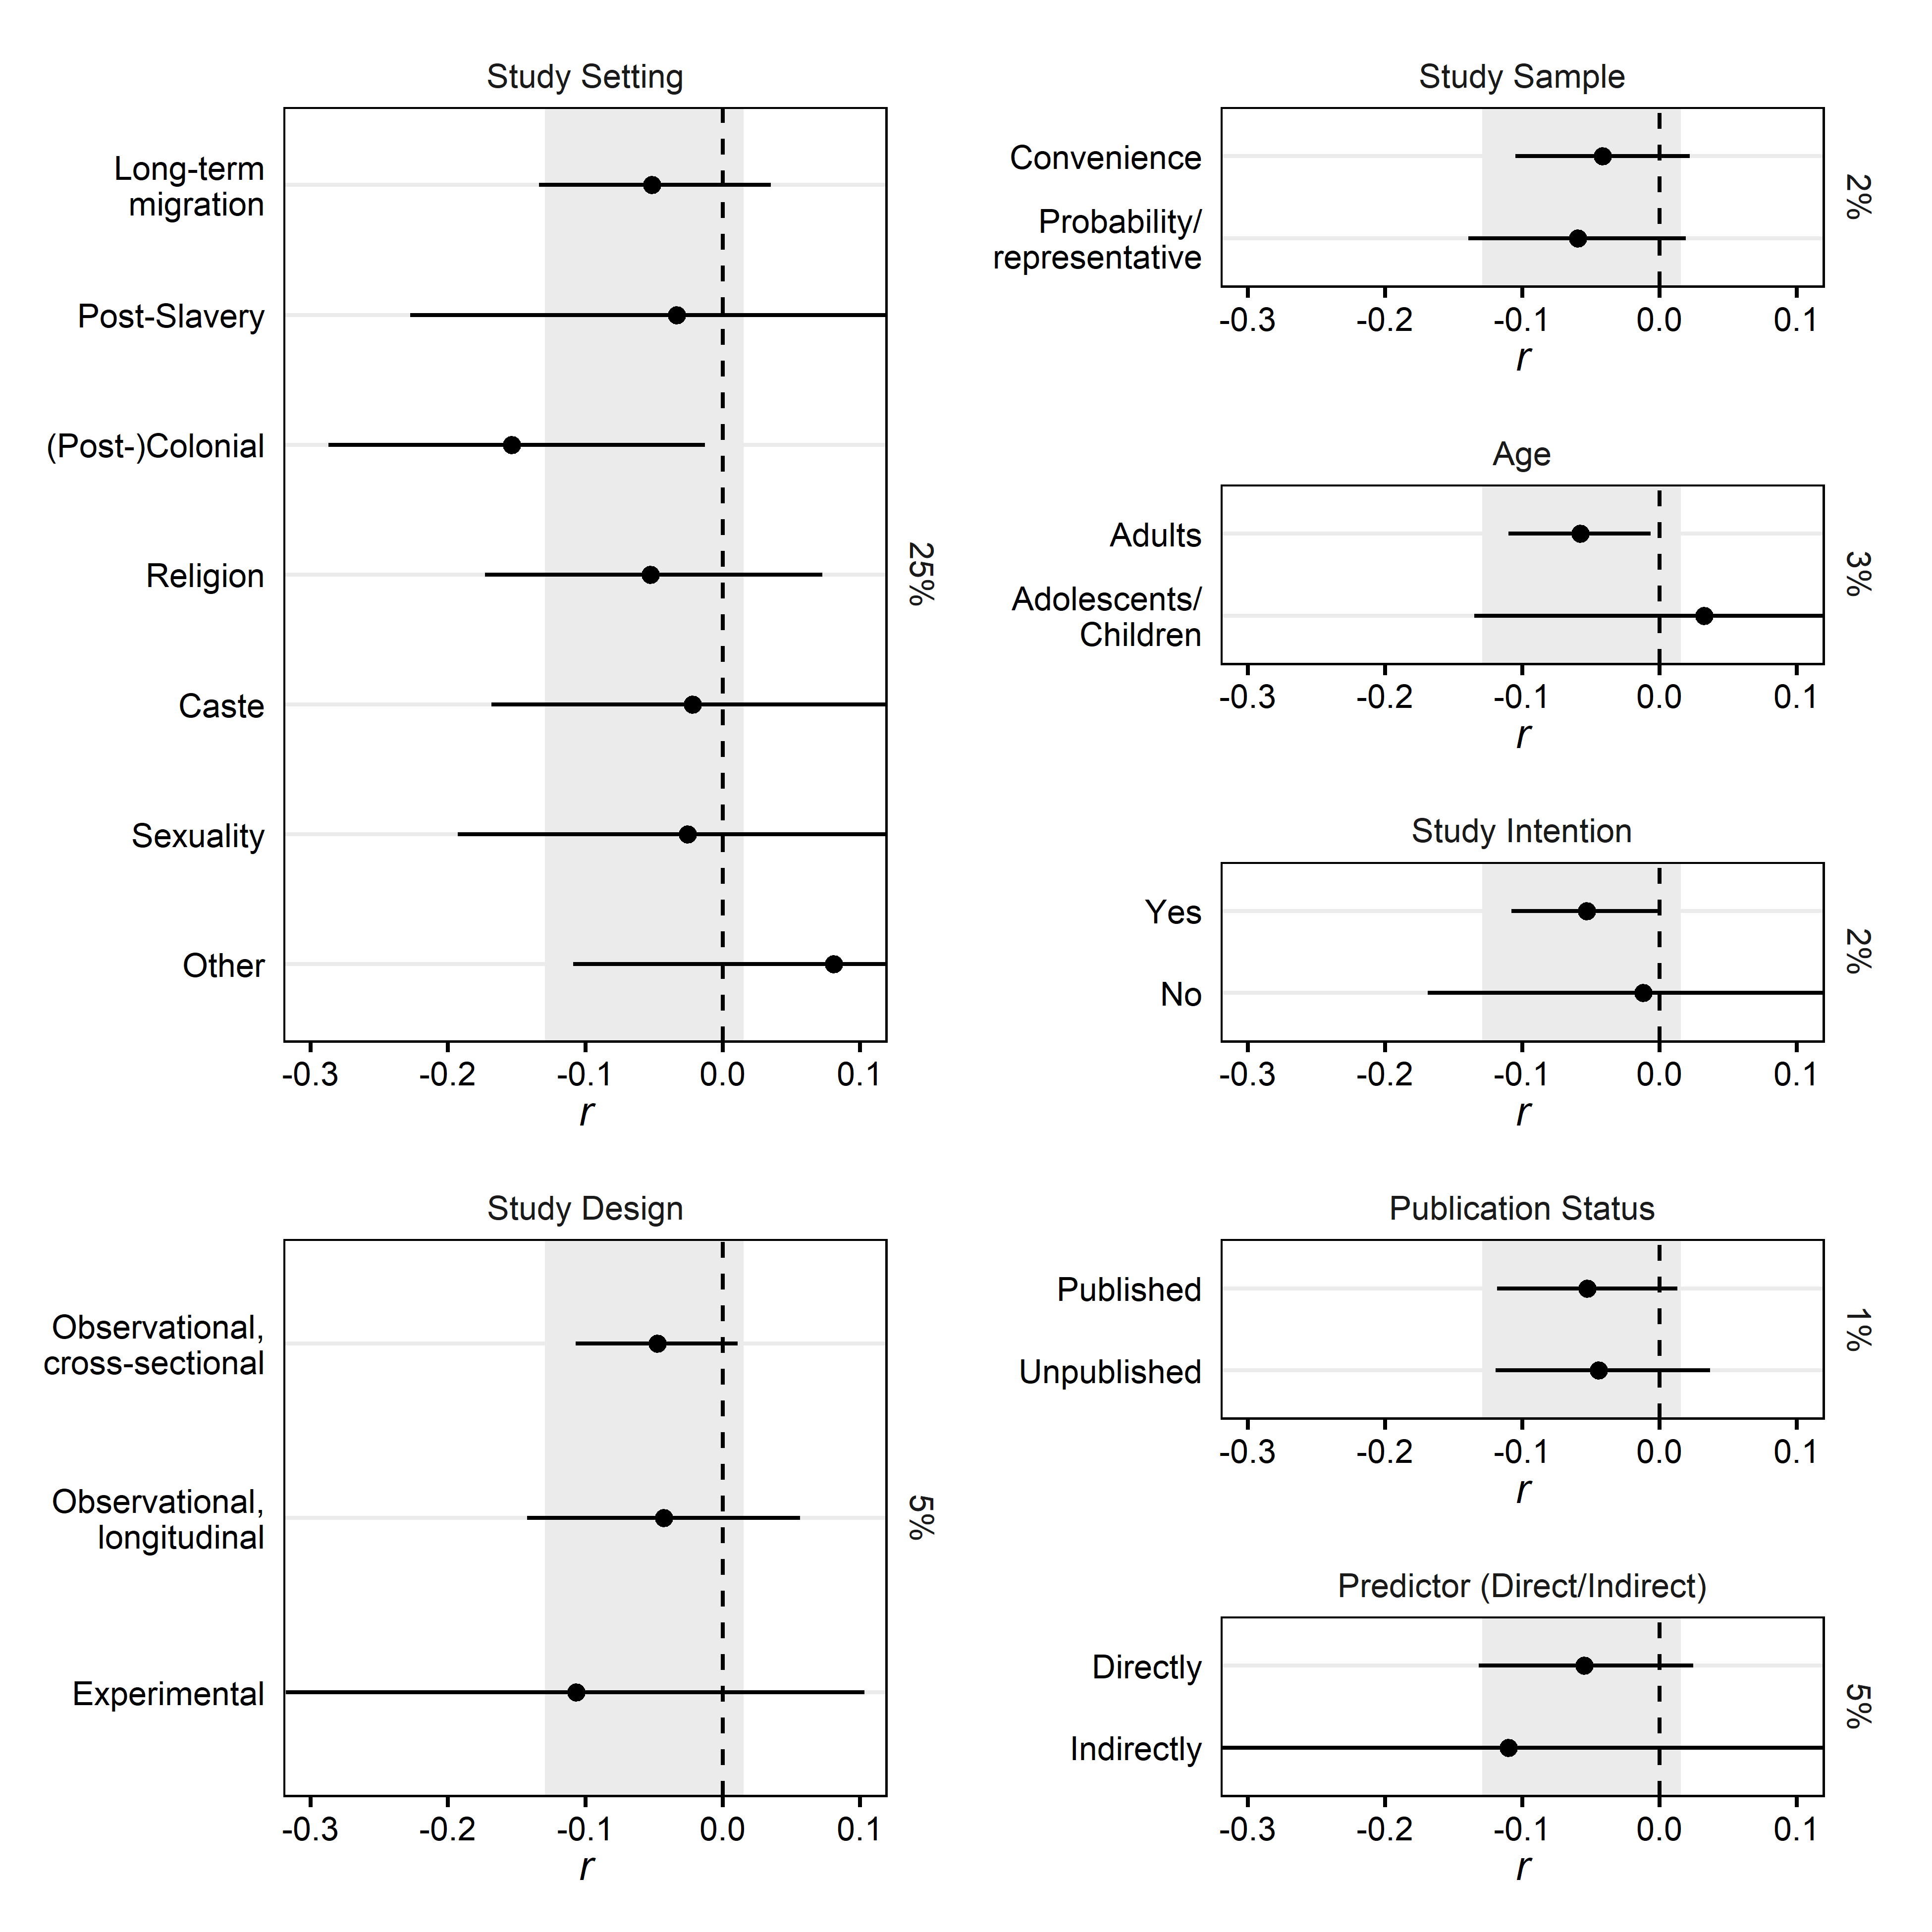 Study Setting
Long-term
migration
Post-Slavery
(Post-)Colonial
Religion
Caste
Sexuality
Other
25%
-0.3 -0.2 -0.1 0.0 0.1
r
Study Design
Observational,
cross-sectional
Observational,
longitudinal
Experimental
5%
-0.3 -0.2 -0.1 0.0 0.1
r
Study Sample
Convenience
Probability/
representative
2%
-0.3 -0.2 -0.1 0.0 0.1
r
Age
Adults
Adolescents/
Children
3%
-0.3 -0.2 -0.1 0.0 0.1
r
Study Intention
Yes
No
2%
-0.3 -0.2 -0.1 0.0 0.1
r
Publication Status
Published
Unpublished
1%
-0.3 -0.2 -0.1 0.0 0.1
r
Predictor (Direct/Indirect)
Directly
Indirectly
5%
-0.3 -0.2 -0.1 0.0 0.1
r